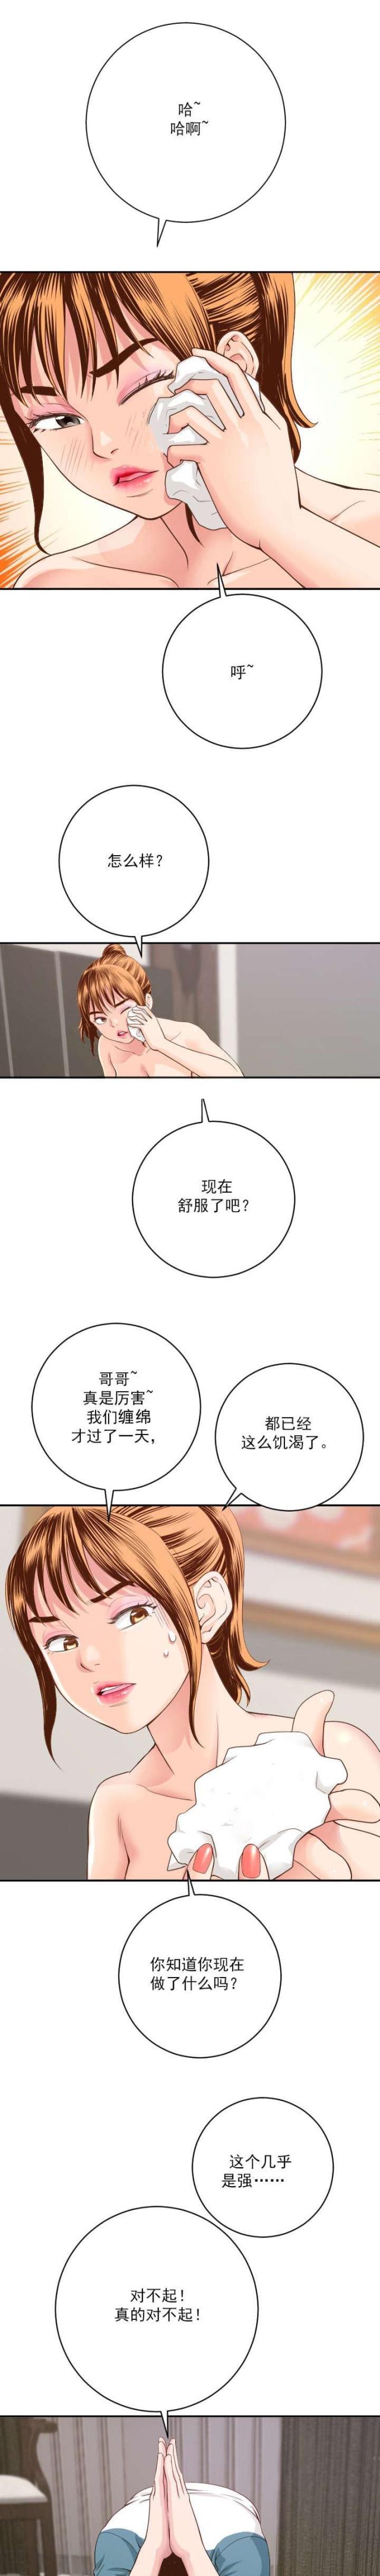 哈~
哈啊~
呼~
怎么样？
现在
舒服了吧？
哥哥~
真是厉害~
我们缠绵
才过了一天，
都已经
这么饥渴了。
你知道你现在
做了什么吗？
这个几乎
是强……
对不起！
真的对不起！